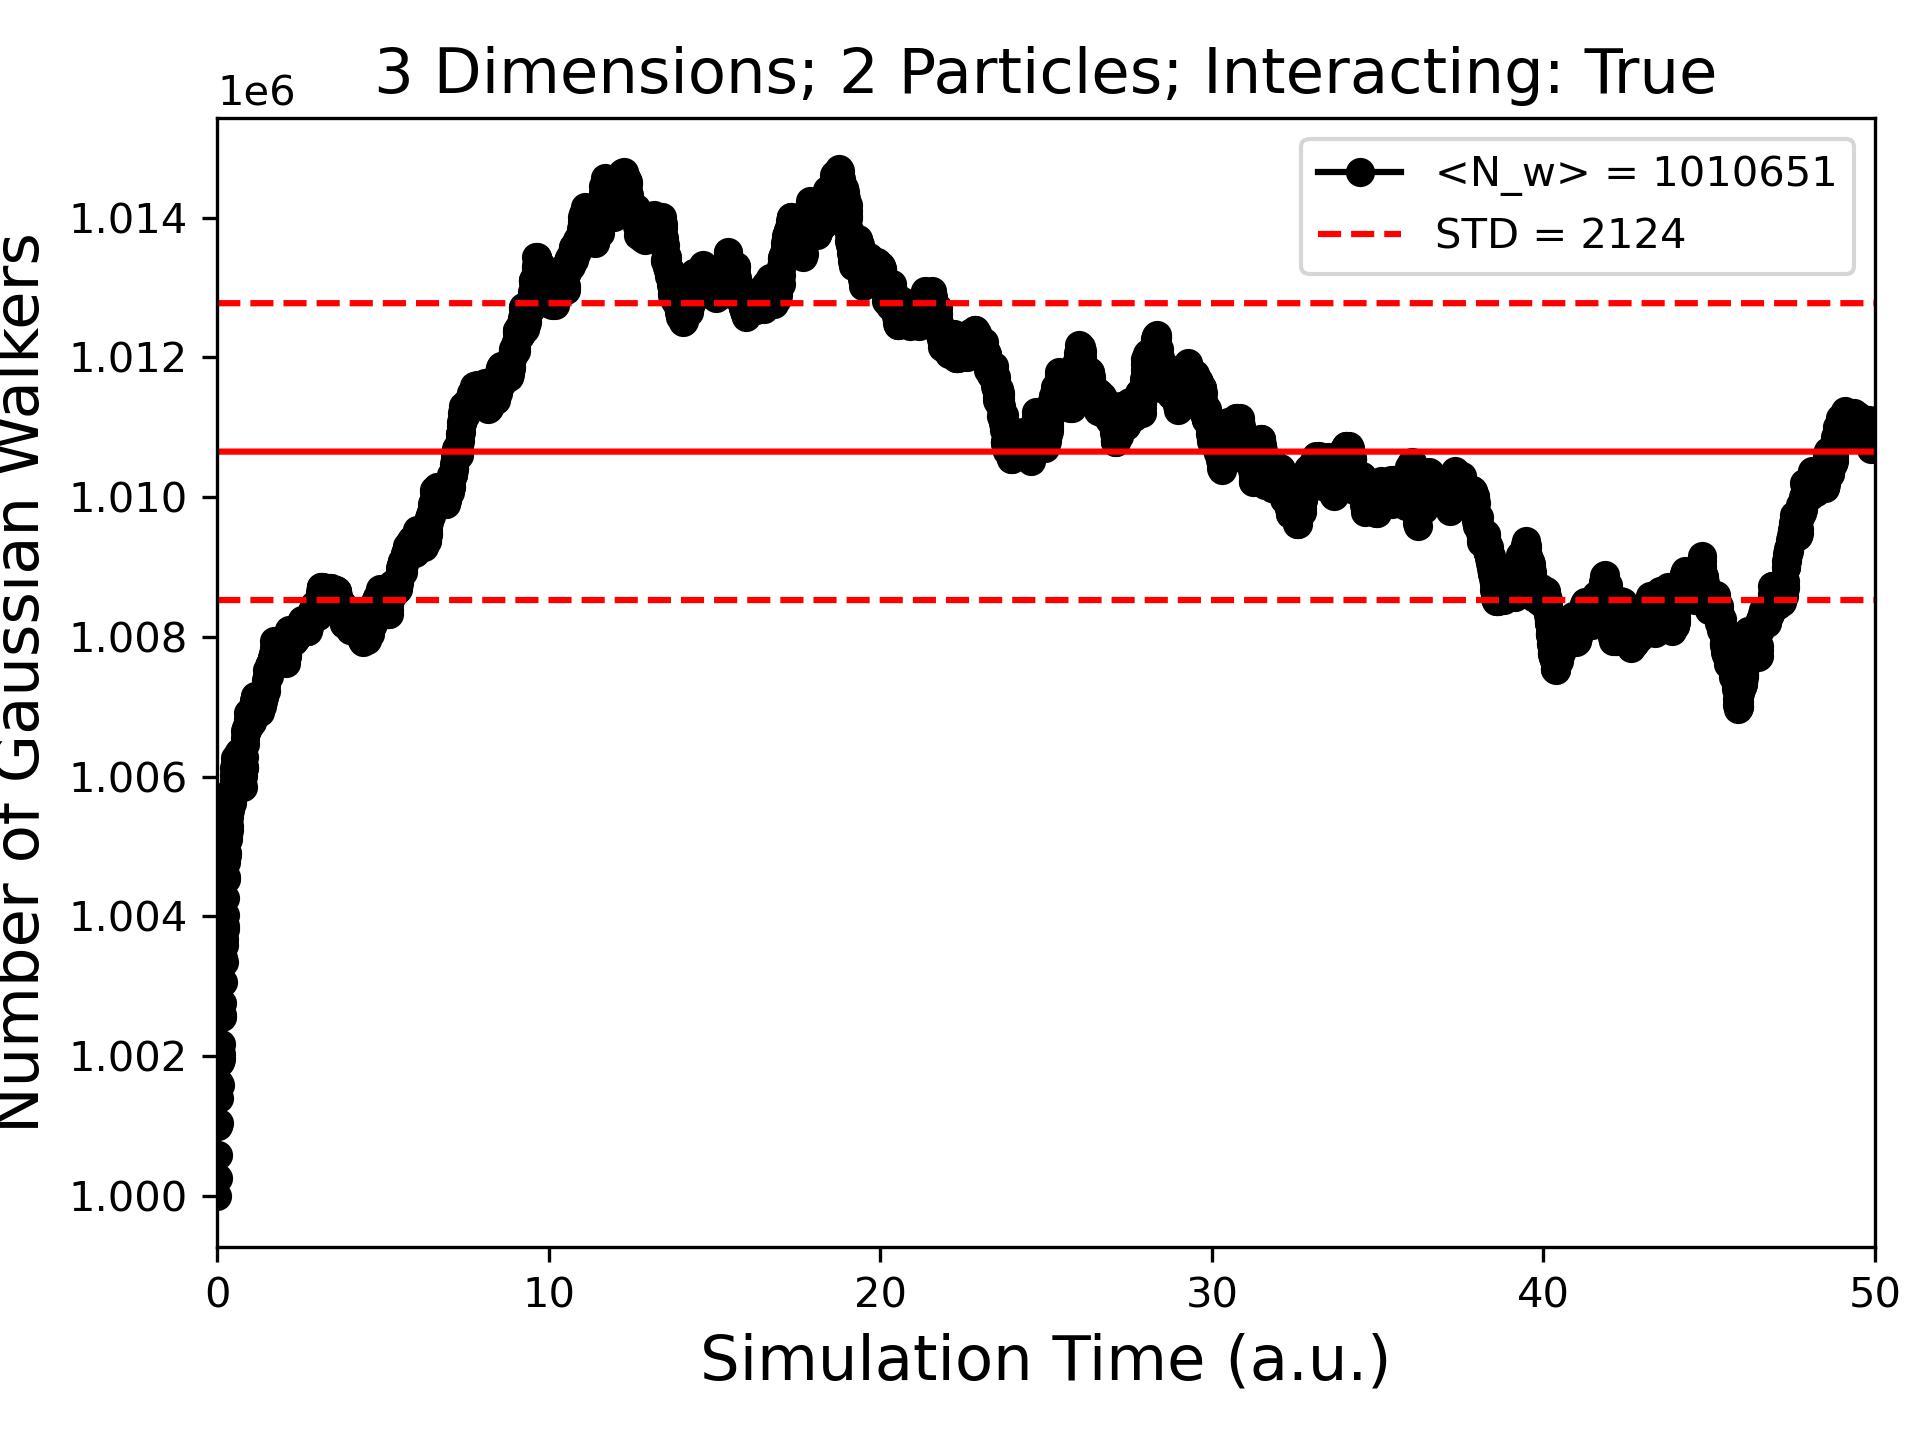 3 Dimensions; 2 Particles; Interacting: True
1e6
<N_w> = 1010651
STD = 2124
1.014
1.012
1.010
1.008
1.006
1.004
1.002
1.000
Number of Gaussian Walkers
0 10 20 30 40 50
Simulation Time (a.u.)